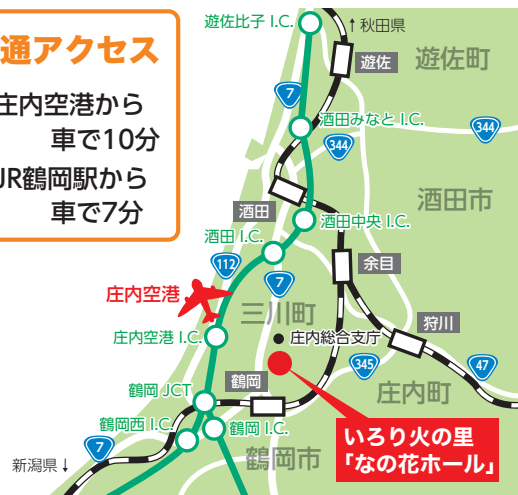 通アクセス
庄内空港から
車で10分
JR鶴岡駅から
車で7分
遊佐比子 I.C.
↑秋田県
遊佐
遊佐町
7
酒田みなと I.C.
344
344
酒田市
酒田
酒田中央 I.C.
酒田 I.C.
余目
112
7
庄内空港
三川町
狩川
庄内空港 I.C.
庄内総合支庁
345
47
鶴岡
庄内町
鶴岡 JCT
鶴岡西 I.C.
鶴岡 I.C.
いろり火の里
「なの花ホール」
7
鶴岡市
新潟県↓